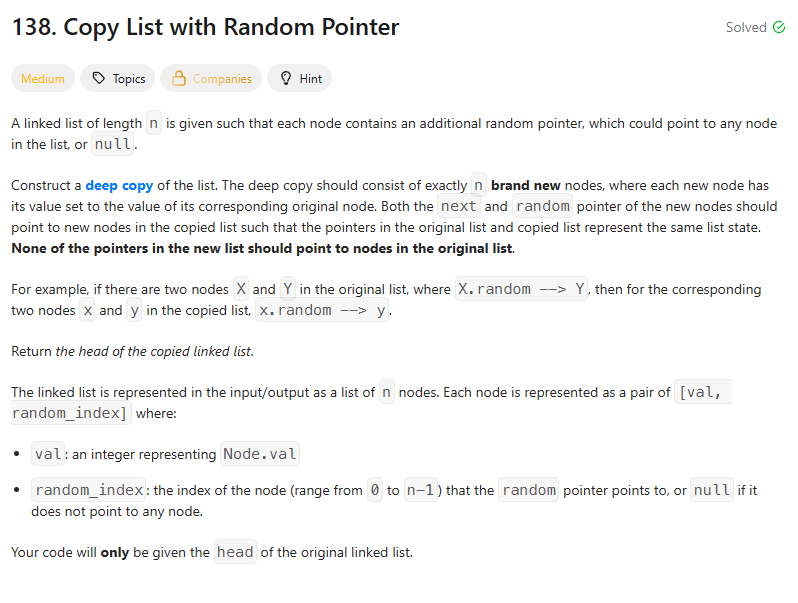 138. Copy List with Random Pointer
Solved
Medium Topics Companies Hint
A linked list of length n is given such that each node contains an additional random pointer, which could point to any node
in the list, or null.
Construct a deep copy of the list. The deep copy should consist of exactly n brand new nodes, where each new node has
its value set to the value of its corresponding original node. Both the next and random pointer of the new nodes should
point to new nodes in the copied list such that the pointers in the original list and copied list represent the same list state.
None of the pointers in the new list should point to nodes in the original list.
For example, if there are two nodes X and Y in the original list, where X.random --> Y, then for the corresponding
two nodes x and y in the copied list, x.random --> y.
Return the head of the copied linked list.
The linked list is represented in the input/output as a list of n nodes. Each node is represented as a pair of [val,
random_index] where:
• val: an integer representing Node.val
• random_index: the index of the node (range from 0 to n-1) that the random pointer points to, or null if it
does not point to any node.
Your code will only be given the head of the original linked list.